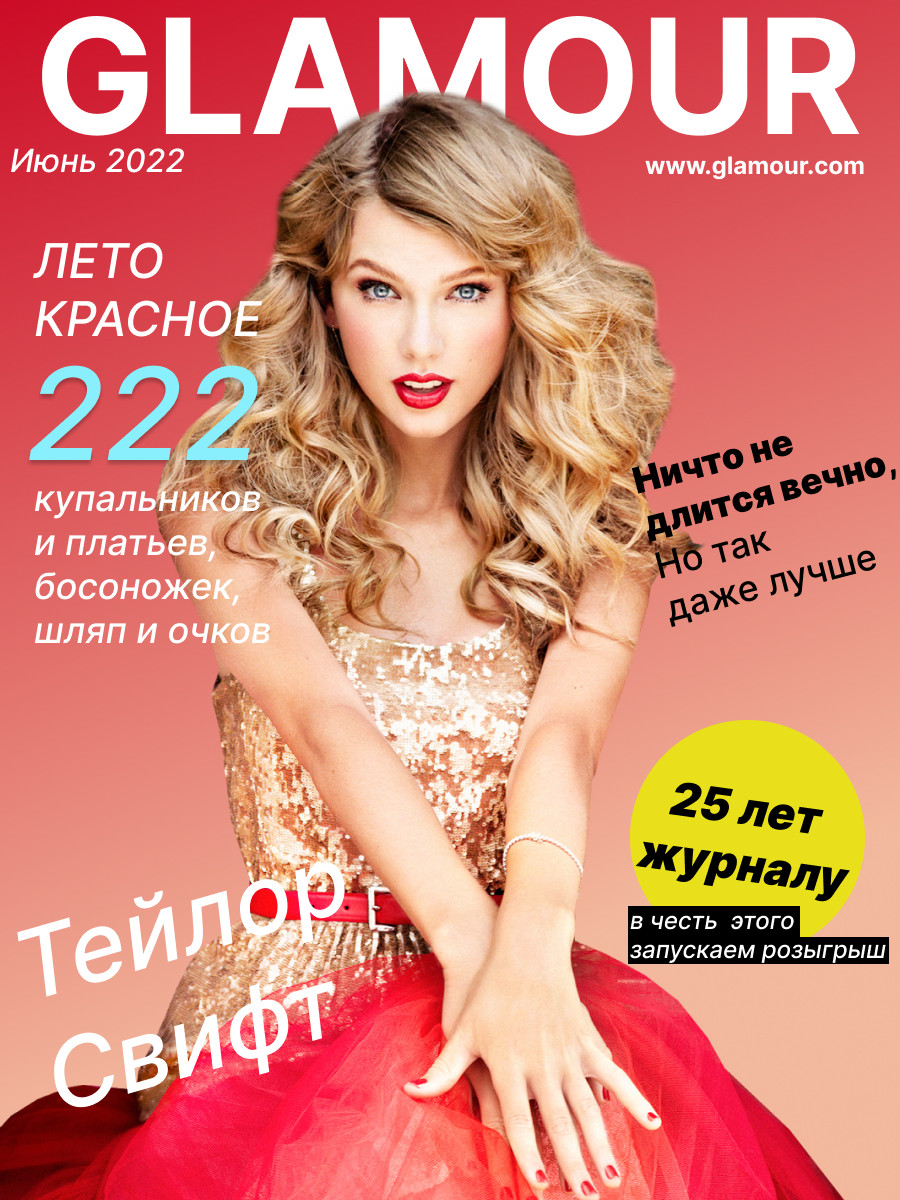 GLAMOUR
Июнь 2022
www.glamour.com
ЛЕТО
КРАСНОЕ
222
купальников
и платьев,
босоножек,
шляп и очков
Ничто не
длится вечно,
Но так
даже лучше
25 лет
журналу
в честь этого
запускаем розыгрыш
Тейлор
Свифт